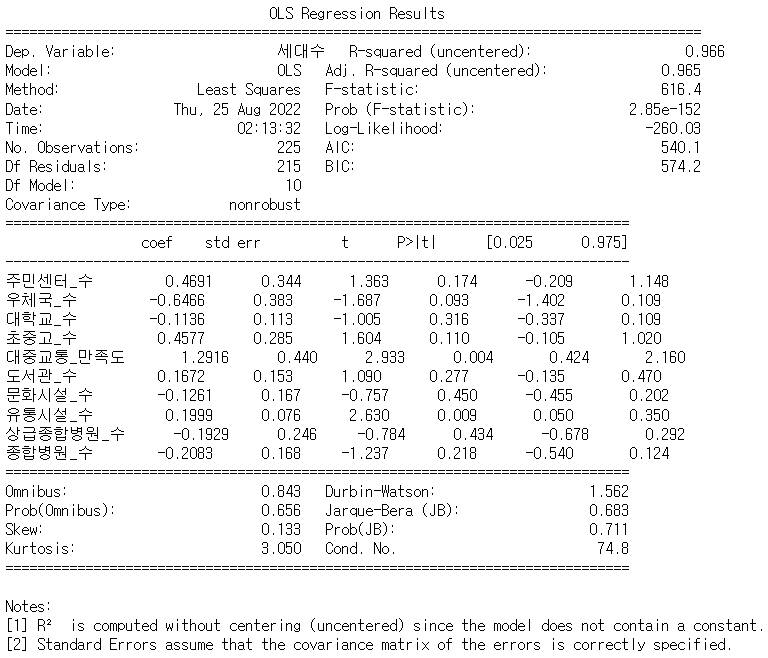 OLS Regression Results
==============================================================================
Dep. Variable: 세대수 R-squared (uncentered): 0.966
Model: OLS Adj. R-squared (uncentered): 0.965
Method: Least Squares F-statistic: 616.4
Date: Thu, 25 Aug 2022 Prob (F-statistic): 2.85e-152
Time: 02:13:32 Log-Likelihood: -260.03
No. Observations: 225 AIC: 540.1
Df Residuals: 215 BIC: 574.2
Df Model: 10
Covariance Type: nonrobust
==============================================================================
coef std err t P>|t| [0.025 0.975]
------------------------------------------------------------------------------
주민센터_수 0.4691 0.344 1.363 0.174 -0.209 1.148
우체국_수 -0.6466 0.383 -1.687 0.093 -1.402 0.109
대학교_수 -0.1136 0.113 -1.005 0.316 -0.337 0.109
초중고_수 0.4577 0.285 1.604 0.110 -0.105 1.020
대중교통_만족도 1.2916 0.440 2.933 0.004 0.424 2.160
도서관_수 0.1672 0.153 1.090 0.277 -0.135 0.470
문화시설_수 -0.1261 0.167 -0.757 0.450 -0.455 0.202
유통시설_수 0.1999 0.076 2.630 0.009 0.050 0.350
상급종합병원_수 -0.1929 0.246 -0.784 0.434 -0.678 0.292
종합병원_수 -0.2083 0.168 -1.237 0.218 -0.540 0.124
==============================================================================
Omnibus: 0.843 Durbin-Watson: 1.562
Prob(Omnibus): 0.656 Jarque-Bera (JB): 0.683
Skew: 0.133 Prob(JB): 0.711
Kurtosis: 3.050 Cond. No. 74.8
==============================================================================
Notes:
[1] R² is computed without centering (uncentered) since the model does not contain a constant.
[2] Standard Errors assume that the covariance matrix of the errors is correctly specified.